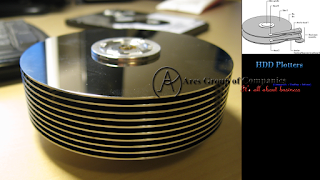 HDD Plotters
Ares Group of Companies
It's all about business